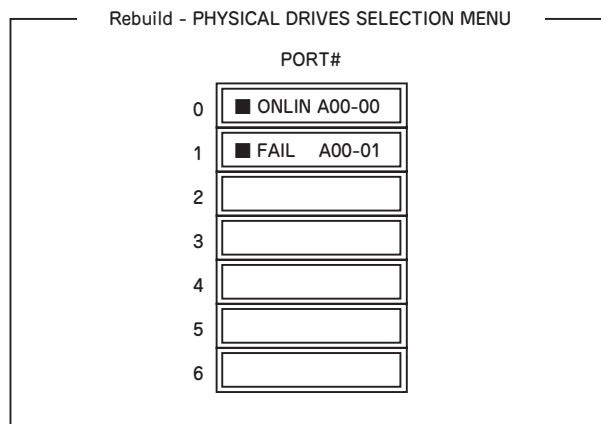 Rebuild - PHYSICAL DRIVES SELECTION MENU
PORT#
0 ■ ONLIN A00-00
1 ■ FAIL A00-01
2
3
4
5
6